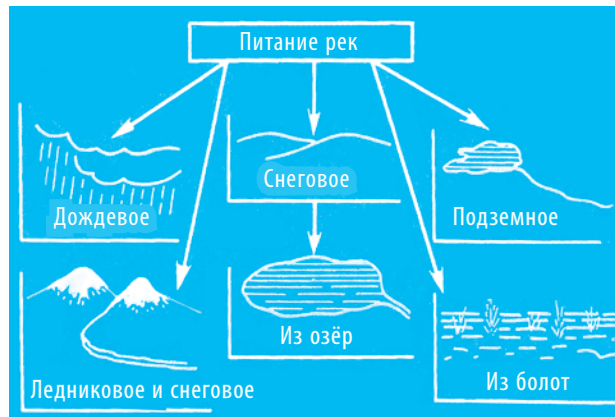 Питание рек
Дождевое
Снеговое
Подземное
Ледниковое и снеговое
Из озёр
Из болот